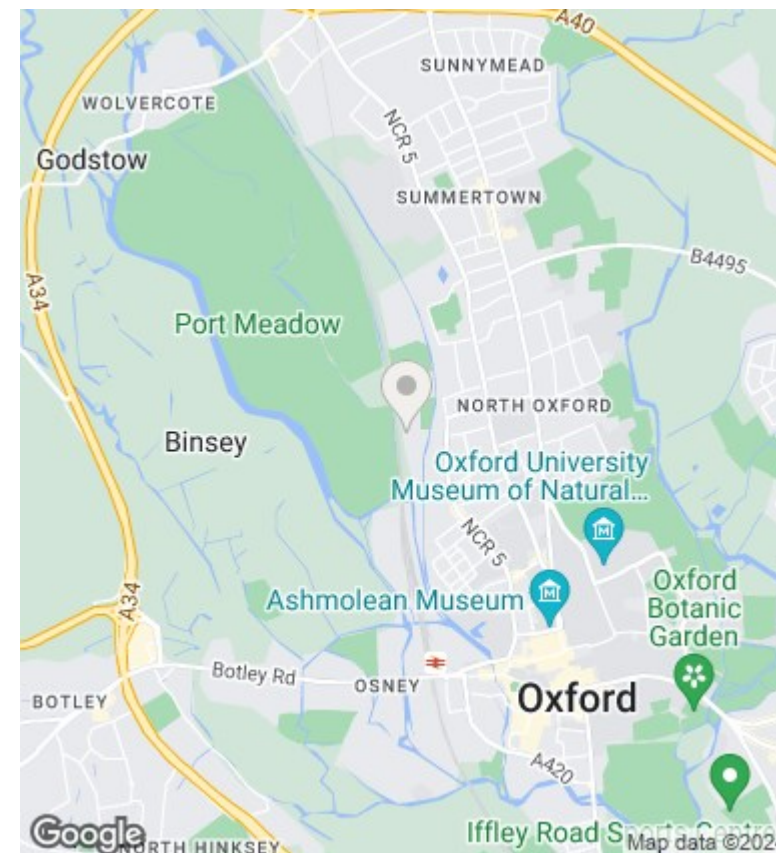 A40
SUNNYMEAD
WOLVERCOTE
NCR 5
Godstow
SUMMERTOWN
B4495
A34
Port Meadow
NORTH OXFORD
Binsey
Oxford University
Museum of Natural...
NCR 5
A34
Ashmolean Museum
Oxford
Botanic
Garden
Botley Rd
OSNEY
BOTLEY
Oxford
A420
Google
NORTH HINKSEY
Iffley Road Sports Centre
Map data ©202